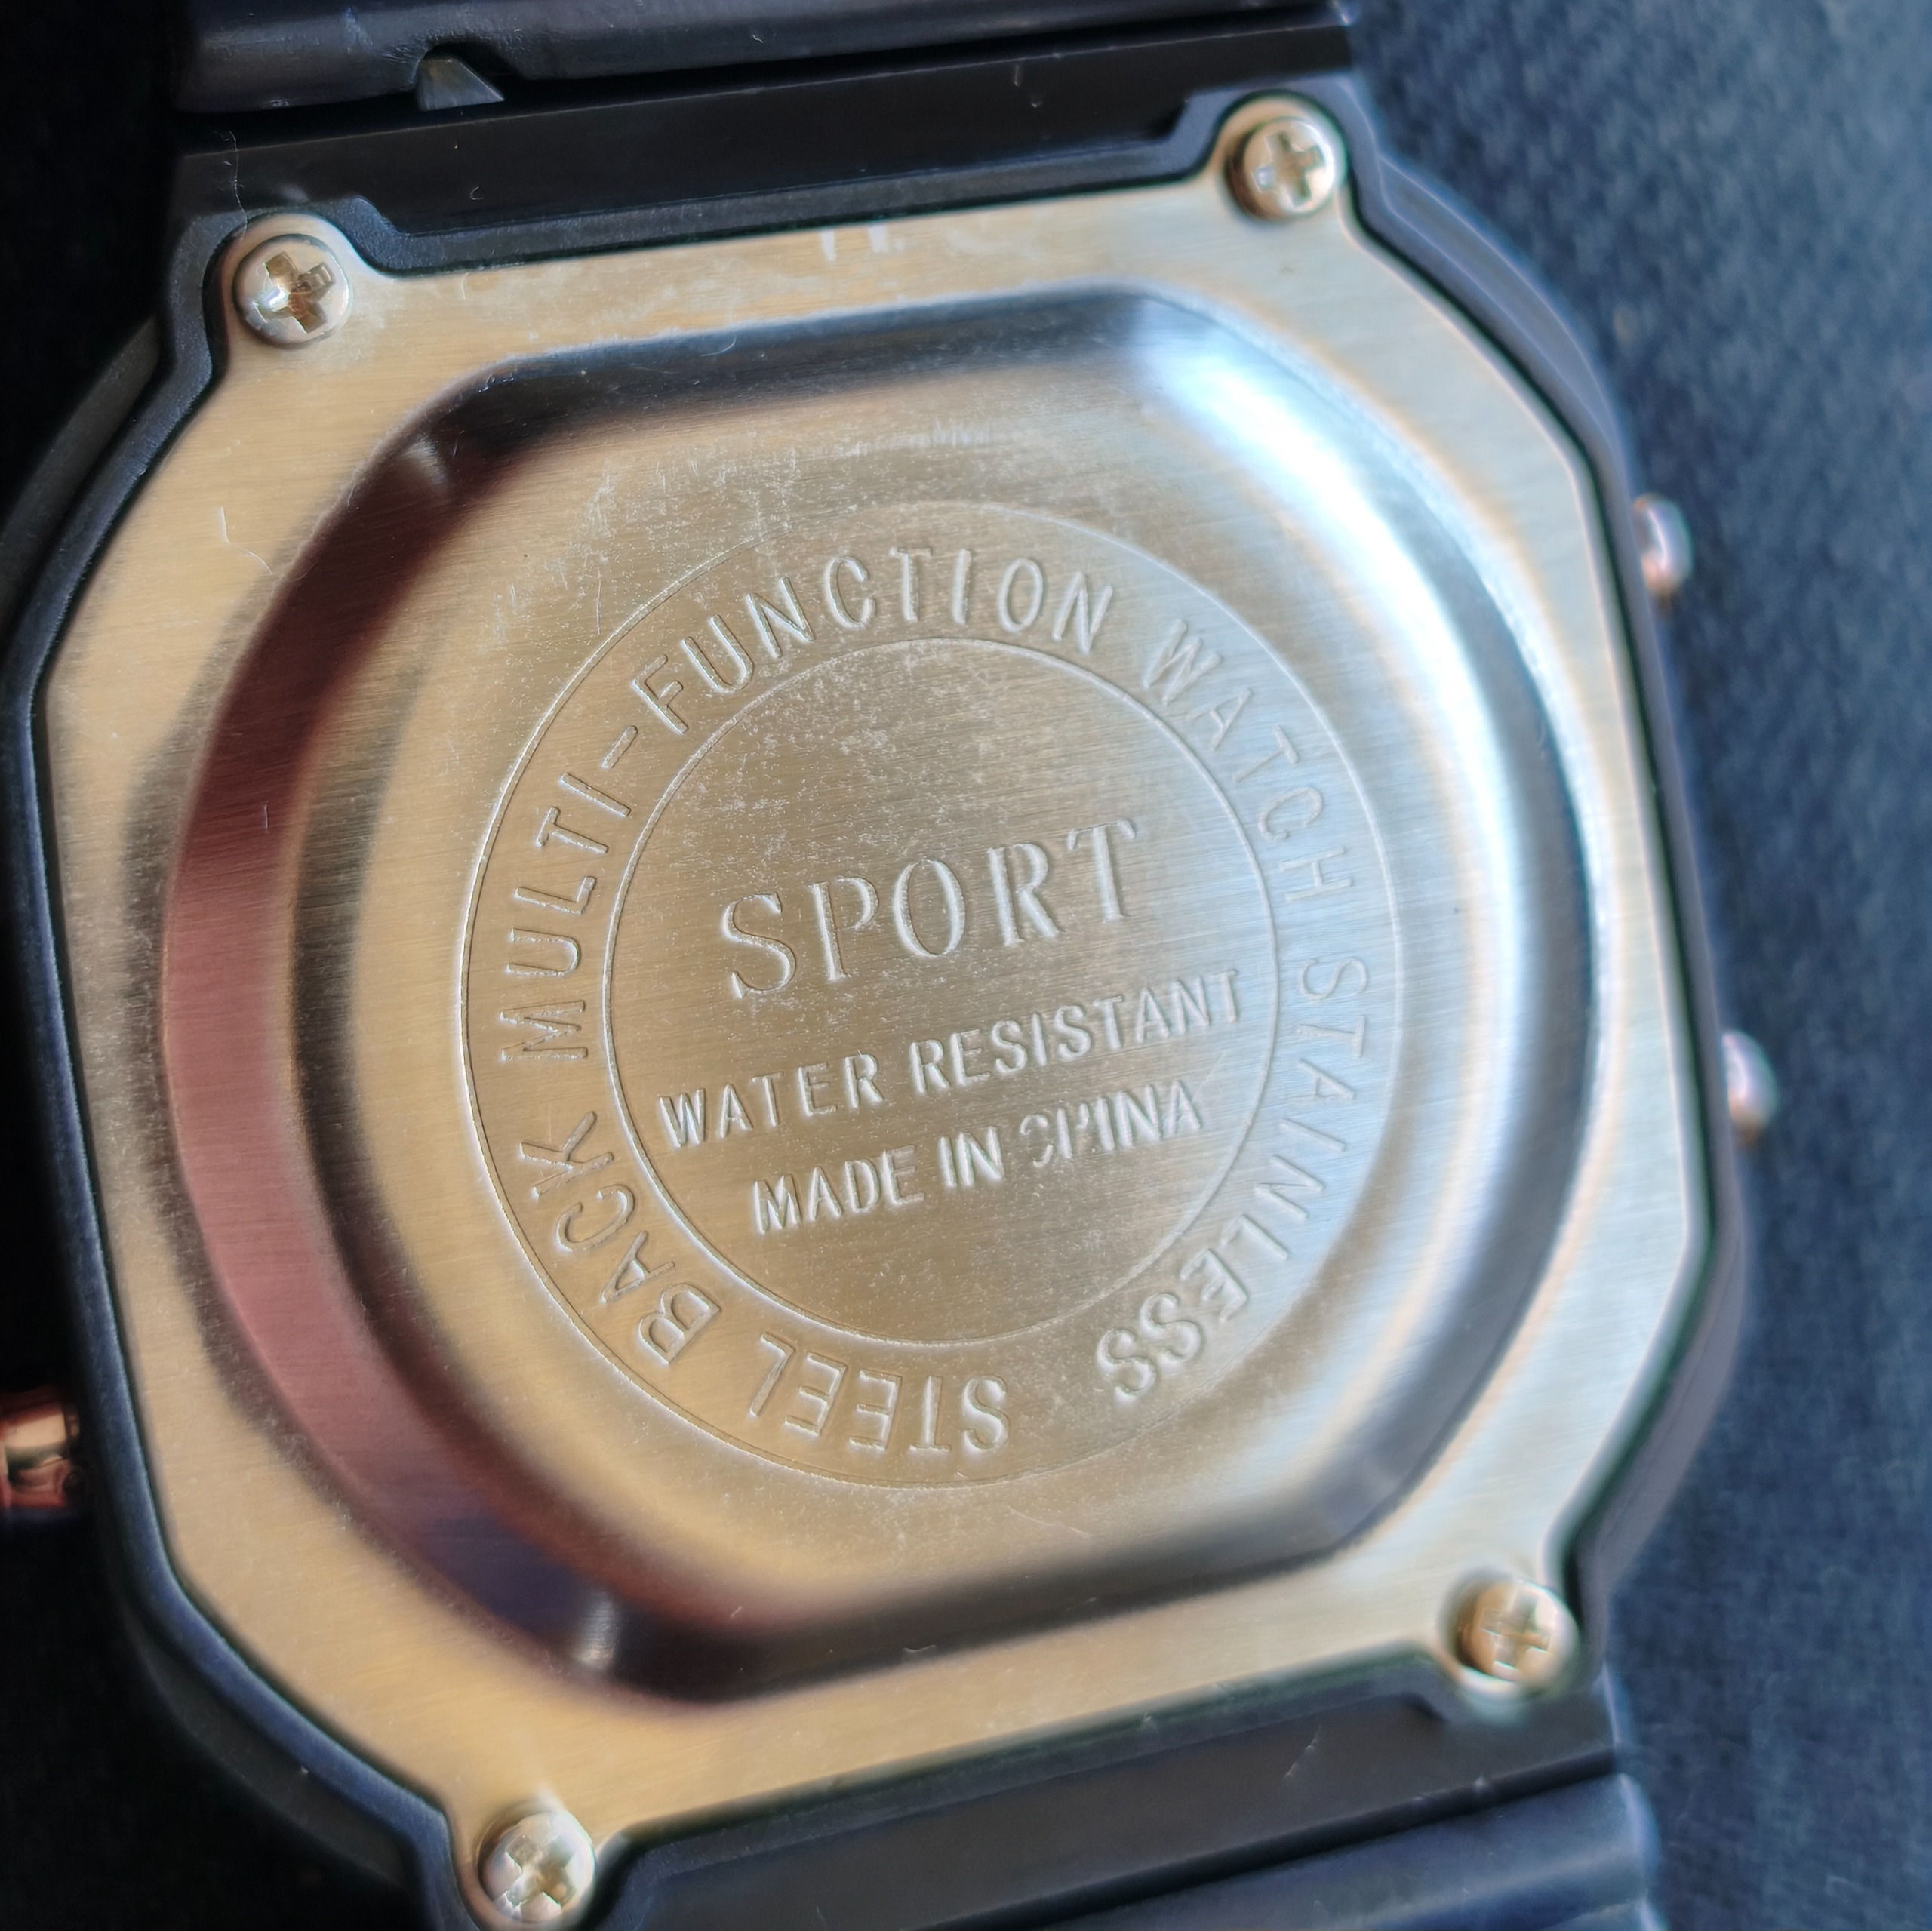 MULTI-FUNCTION WATCH STAINLESS STEEL BACK
SPORT
WATER RESISTANT
MADE IN CHINA